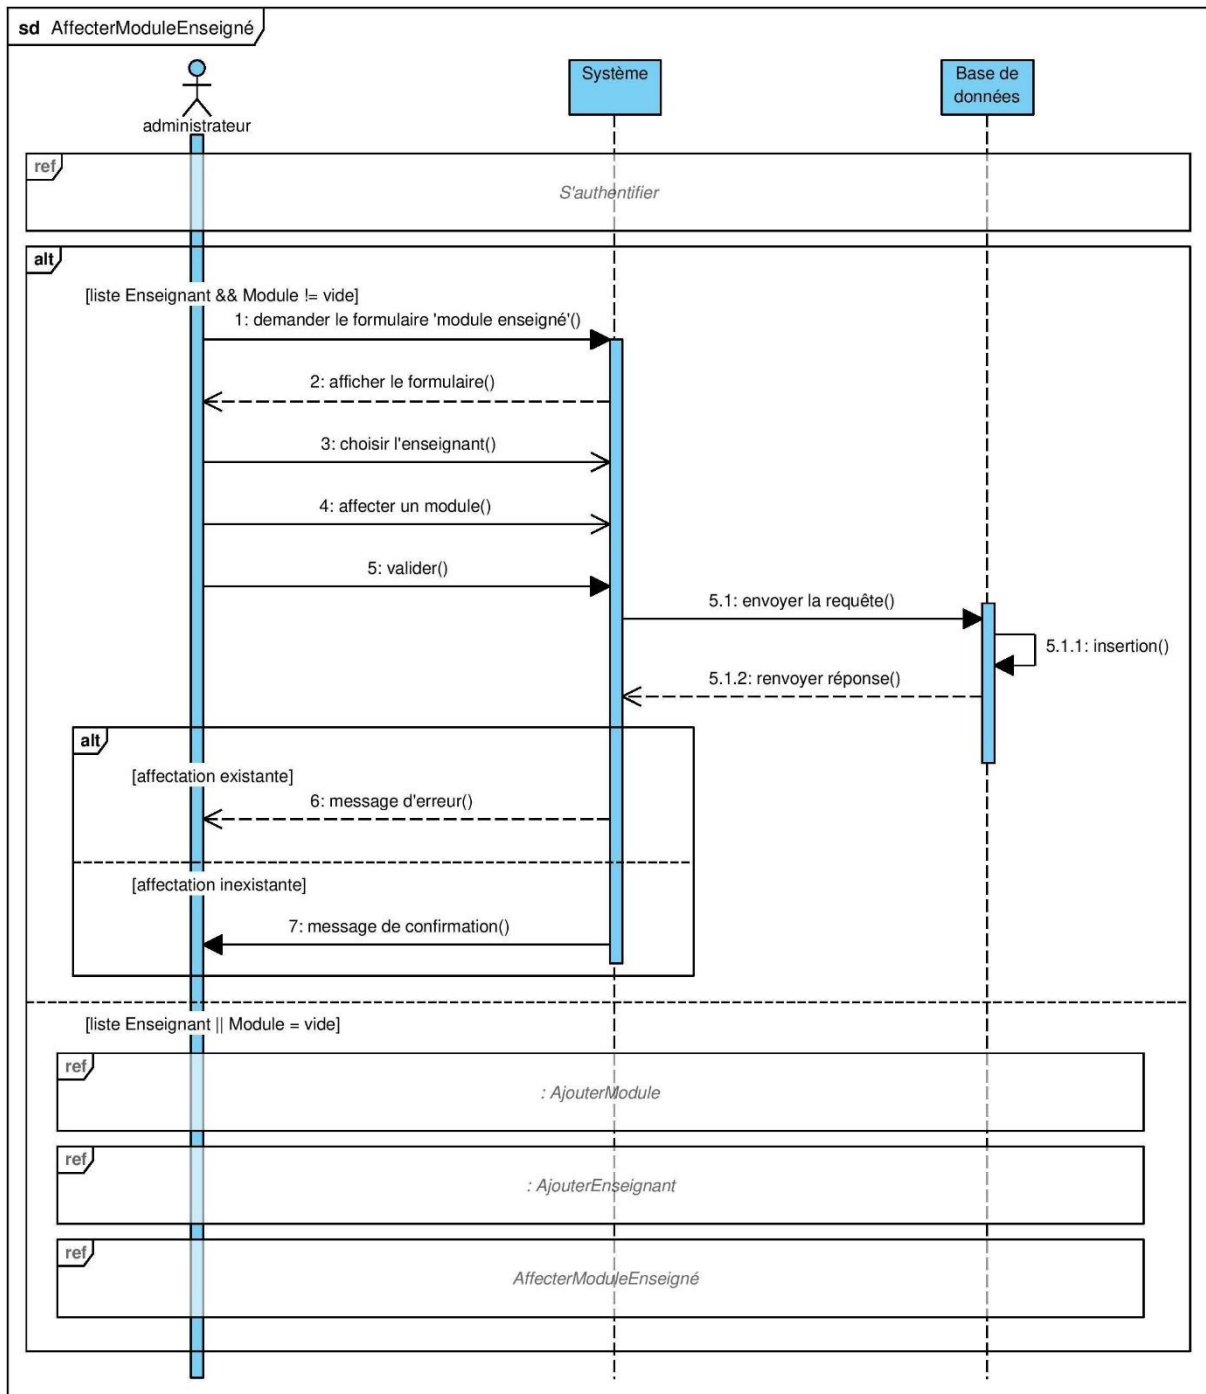 sd AffecterModuleEnseigné
administrateur
Système
Base de
données
ref
S'authentifier
alt
[liste Enseignant && Module != vide]
1: demander le formulaire 'module enseigné'()
2: afficher le formulaire()
3: choisir l'enseignant()
4: affecter un module()
5: valider()
5.1: envoyer la requête()
5.1.1: insertion()
5.1.2: renvoyer réponse()
alt
[affectation existante]
6: message d'erreur()
[affectation inexistante]
7: message de confirmation()
[liste Enseignant || Module = vide]
ref
: AjouterModule
ref
: AjouterEnseignant
ref
AffecterModuleEnseigné